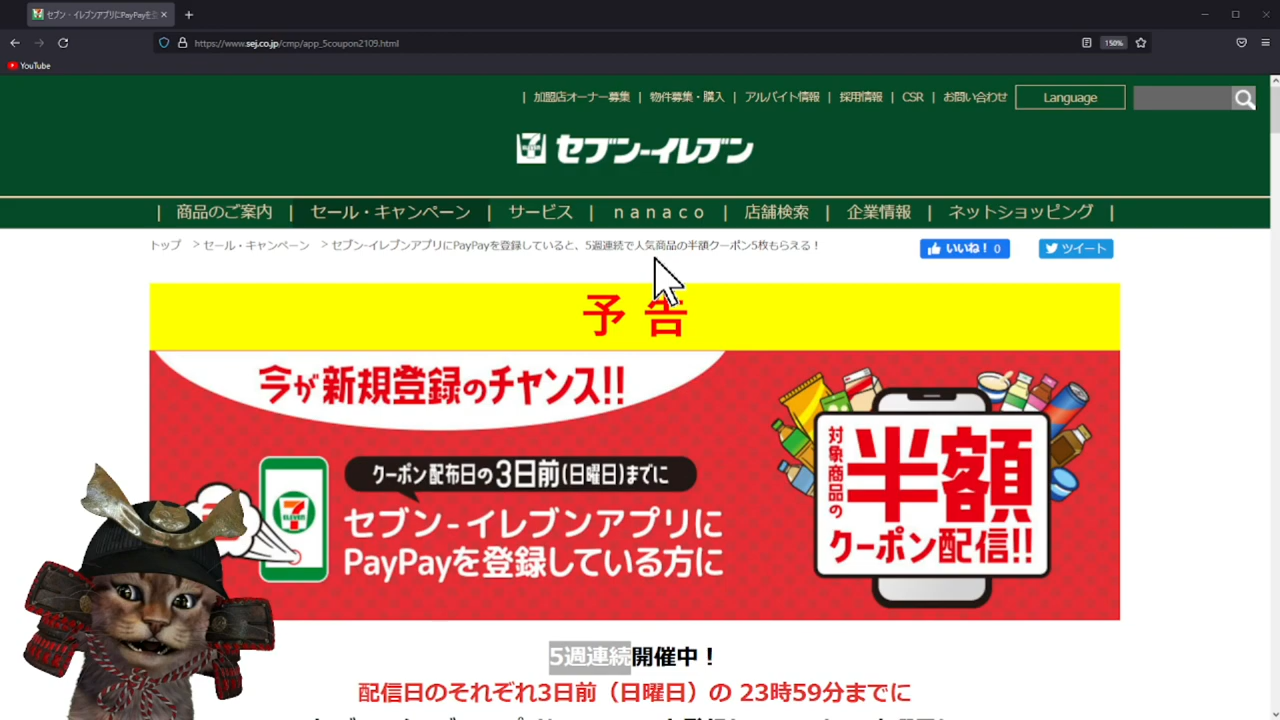 セブン‐イレブンアプリにPayPayを
https://www.sej.co.jp/cmp/app_5coupon2109.html
150%
YouTube
| 加盟店オーナー募集 | 物件募集・購入 | アルバイト情報 | 採用情報 | CSR | お問い合わせ Language
セブン-イレブン
| 商品のご案内 | セール・キャンペーン | サービス | nanaco | 店舗検索 | 企業情報 | ネットショッピング |
トップ > セール・キャンペーン > セブン‐イレブンアプリにPayPayを登録していると、5週連続で人気商品の半額クーポン5枚もらえる！
いいね！ 0
ツイート
予告
今が新規登録のチャンス!!
クーポン配布日の3日前(日曜日)までに
セブン‐イレブンアプリに
PayPayを登録している方に
7 ELEVEN
対象商品の
半額
クーポン配信!!
5週連続開催中！
配信日のそれぞれ3日前（日曜日）の 23時59分までに